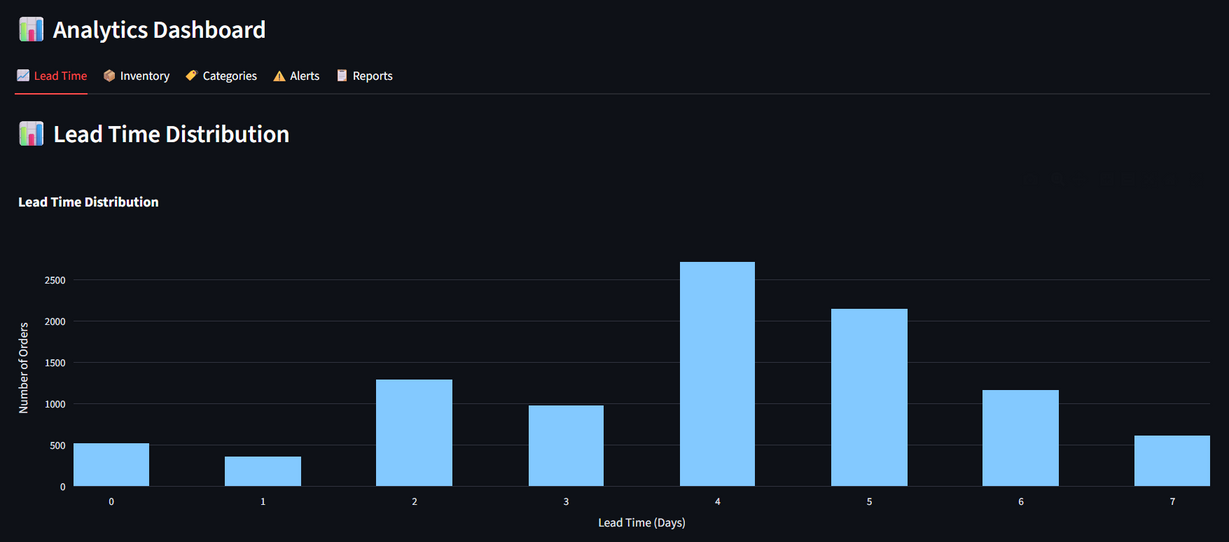 Analytics Dashboard
Lead Time Inventory Categories Alerts Reports
Lead Time Distribution
Lead Time Distribution
Number of Orders
2500
2000
1500
1000
500
0
0 1 2 3 4 5 6 7
Lead Time (Days)